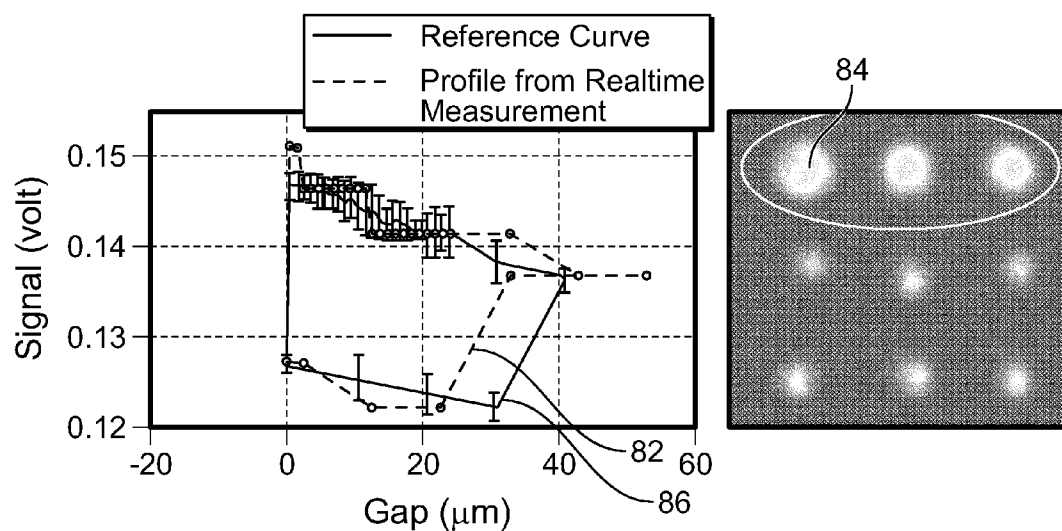 Reference Curve
Profile from Realtime
Measurement
84
0.15
0.14
0.13
0.12
Signal (volt)
-20
0
20
40
60
Gap (μm)
82
86